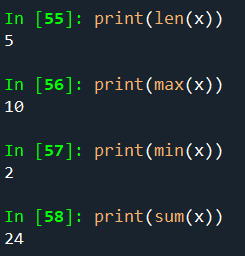 In [55]: print(len(x))
5
In [56]: print(max(x))
10
In [57]: print(min(x))
2
In [58]: print(sum(x))
24